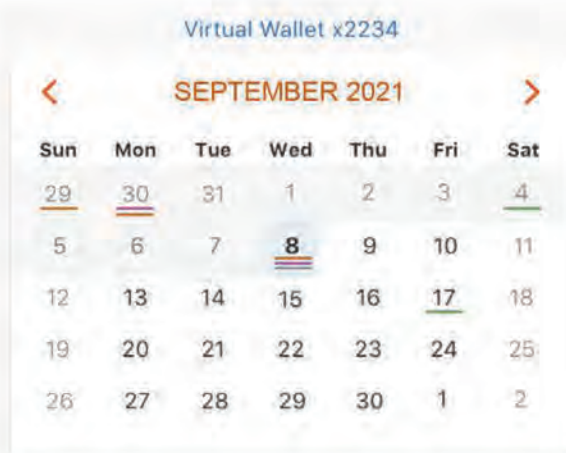 Virtual Wallet x2234
< SEPTEMBER 2021 >
Sun Mon Tue Wed Thu Fri Sat
29 30 31 1 2 3 4
5 6 7 8 9 10 11
12 13 14 15 16 17 18
19 20 21 22 23 24 25
26 27 28 29 30 1 2